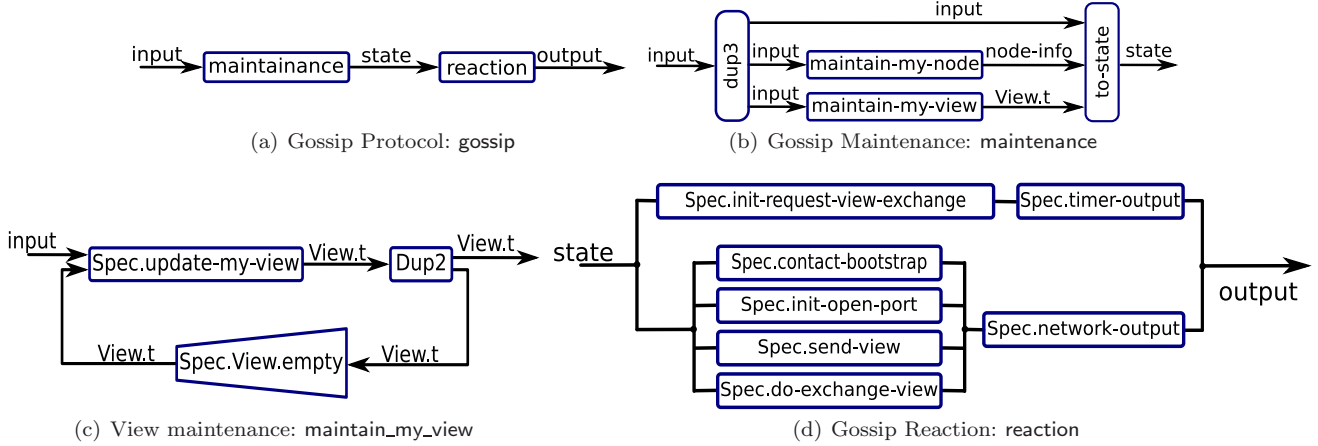 input
maintainance
state
reaction
output
(a) Gossip Protocol: gossip
input
dup3
input
input
maintain-my-node
node-info
input
maintain-my-view
View.t
to-state
state
(b) Gossip Maintenance: maintenance
input
Spec.update-my-view
View.t
Dup2
View.t
View.t
Spec.View.empty
View.t
(c) View maintenance: maintain_my_view
state
Spec.init-request-view-exchange
Spec.timer-output
Spec.contact-bootstrap
Spec.init-open-port
Spec.send-view
Spec.do-exchange-view
Spec.network-output
output
(d) Gossip Reaction: reaction